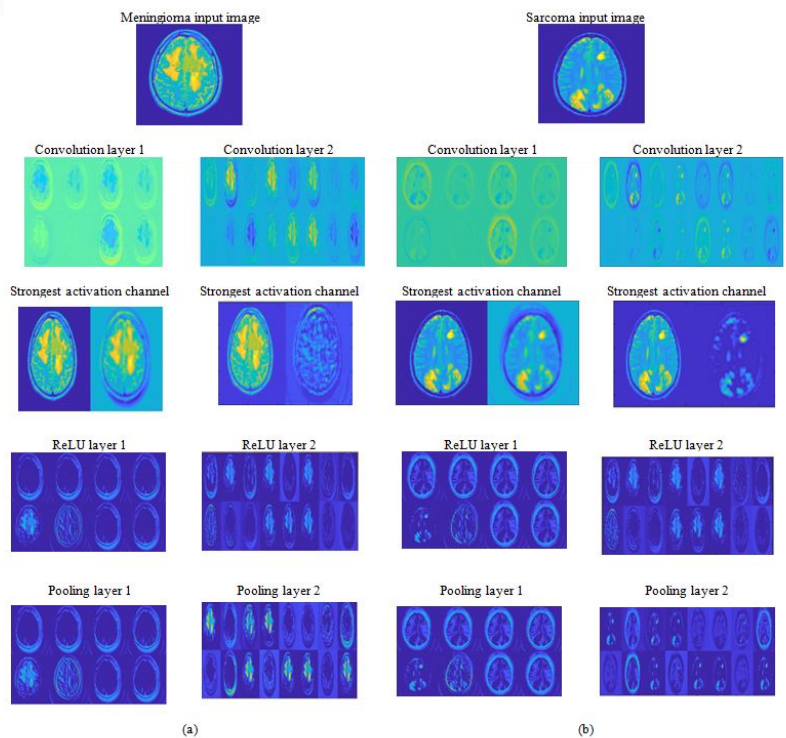 Meningioma input image
Sarcoma input image
Convolution layer 1
Convolution layer 2
Convolution layer 1
Convolution layer 2
Strongest activation channel
Strongest activation channel
Strongest activation channel
Strongest activation channel
ReLU layer 1
ReLU layer 2
ReLU layer 1
ReLU layer 2
Pooling layer 1
Pooling layer 2
Pooling layer 1
Pooling layer 2
(a)
(b)